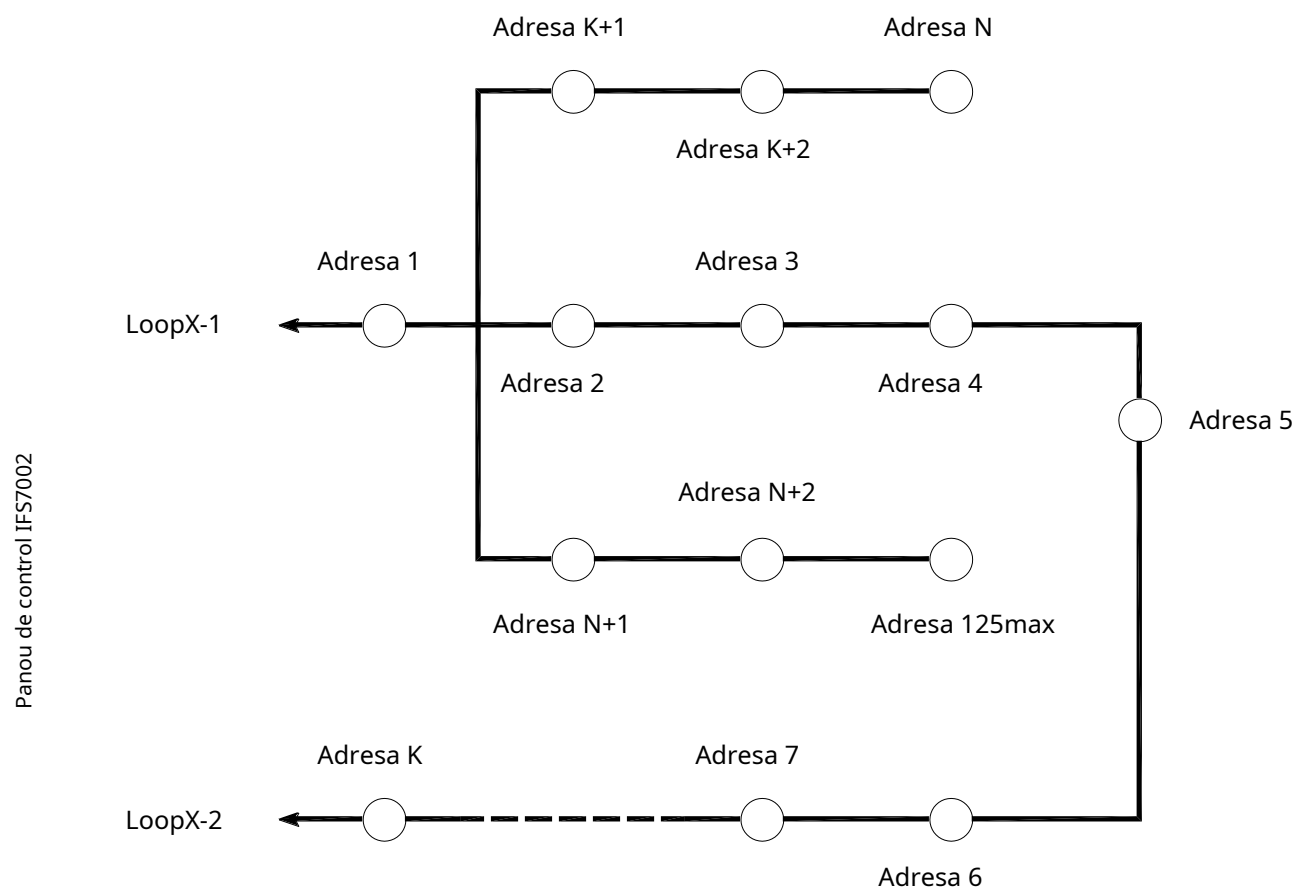 Adresa K+1
Adresa N
Adresa K+2
Adresa 1
Adresa 3
LoopX-1
Adresa 2
Adresa 4
Adresa 5
Adresa N+2
Panou de control IFS7002
Adresa N+1
Adresa 125max
Adresa K
Adresa 7
LoopX-2
Adresa 6